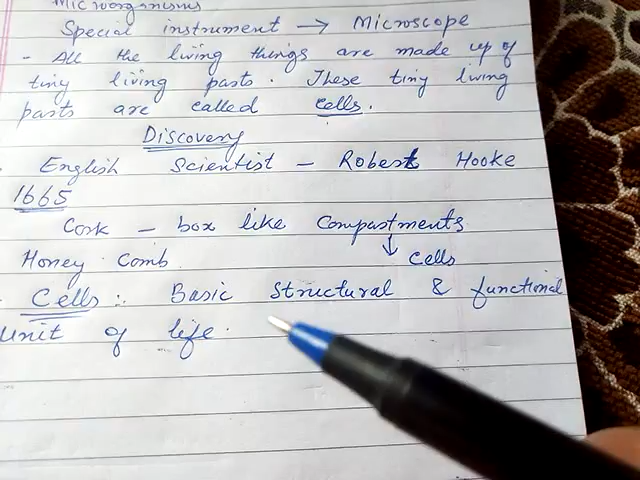 Microorganisms
Special instrument → Microscope
- All the living things are made up of
tiny living parts. These tiny living
parts are called cells.
Discovery
English Scientist - Robert Hooke
1665
Cork - box like Compartments
↓
Honey Comb cells
Cells :- Basic Structural & functional
Unit of life.